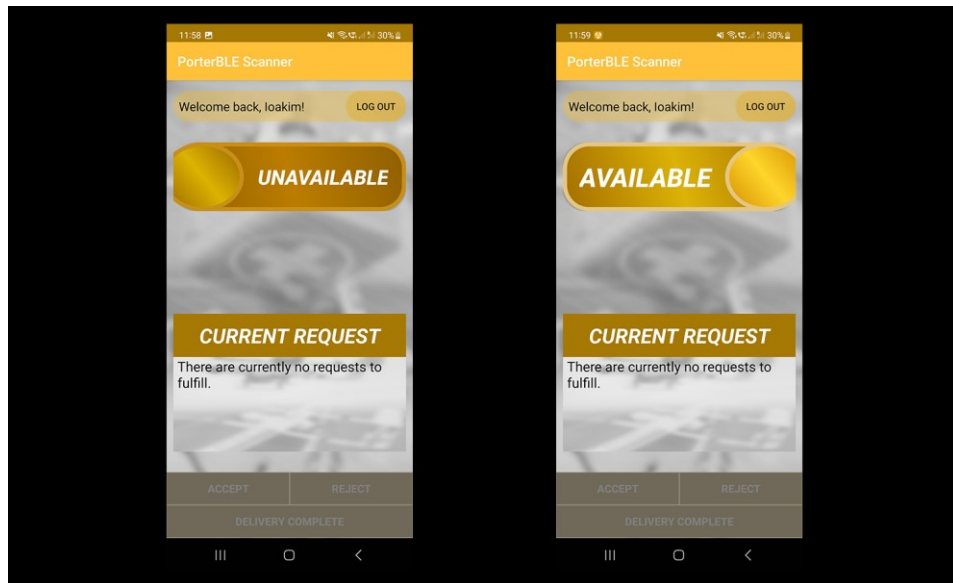 11:58
30%
PorterBLE Scanner
Welcome back, Ioakim!
LOG OUT
UNAVAILABLE
CURRENT REQUEST
There are currently no requests to
fulfill.
ACCEPT
REJECT
DELIVERY COMPLETE
11:59
30%
PorterBLE Scanner
Welcome back, Ioakim!
LOG OUT
AVAILABLE
CURRENT REQUEST
There are currently no requests to
fulfill.
ACCEPT
REJECT
DELIVERY COMPLETE